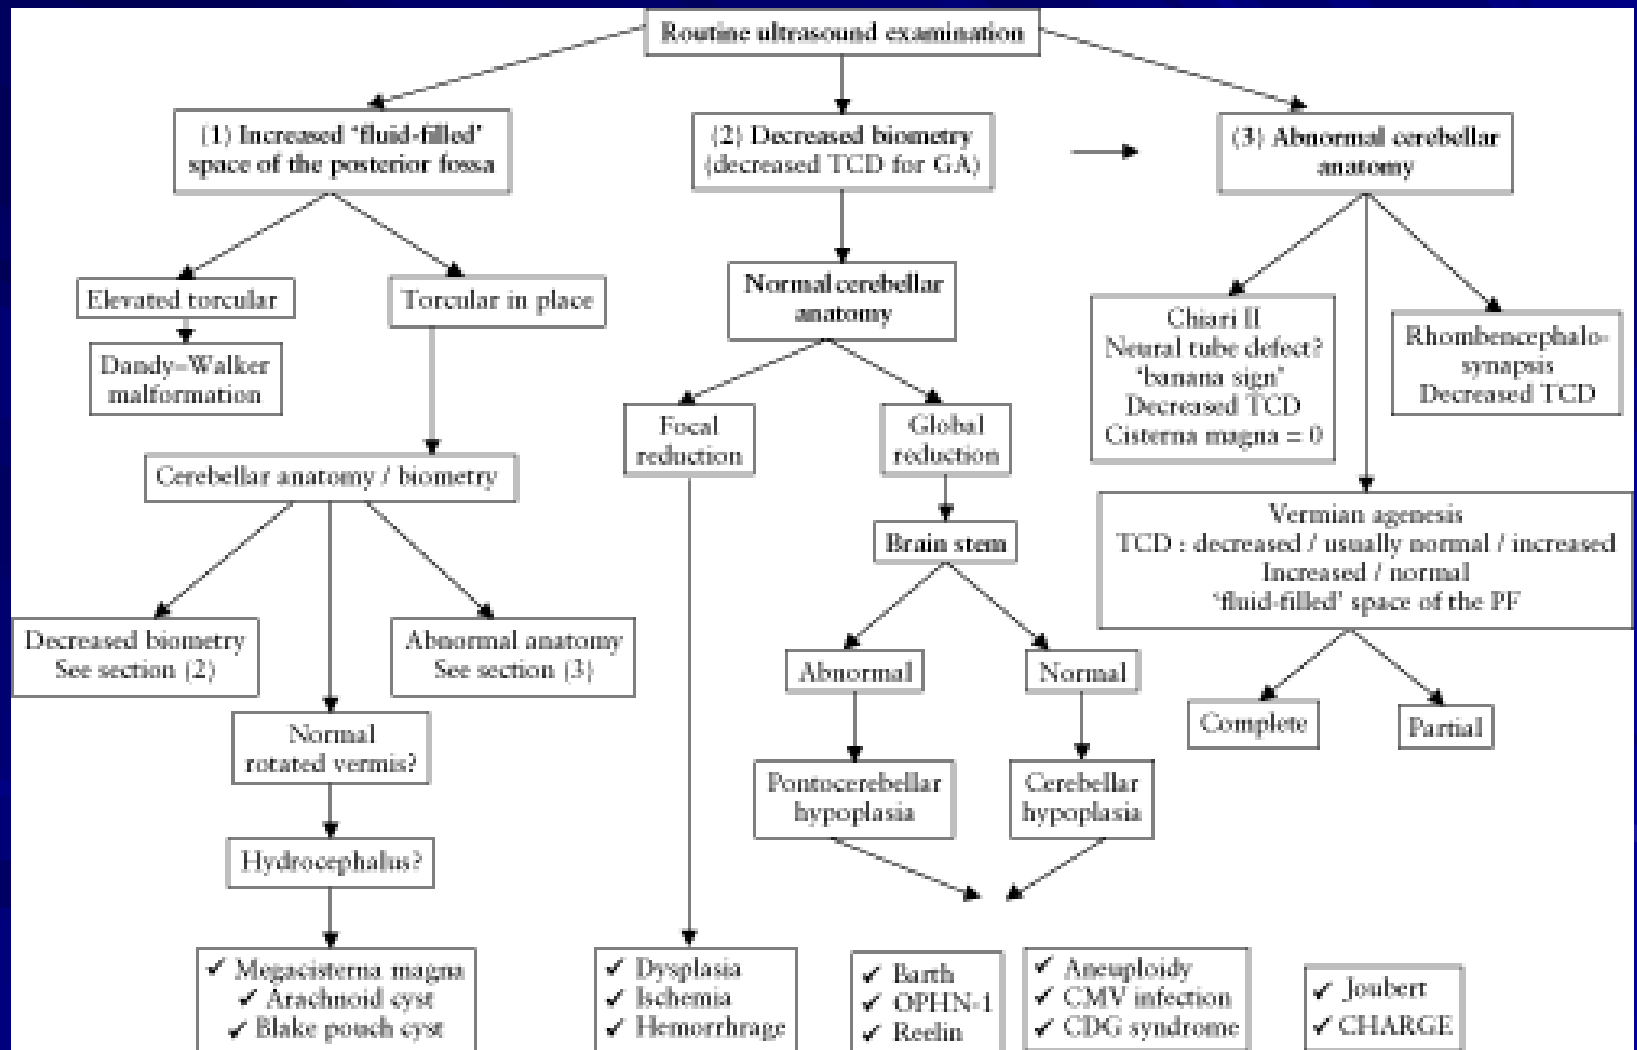 Routine ultrasound examination
(1) Increased 'fluid-filled'
space of the posterior fossa
(2) Decreased biometry
(decreased TCD for GA)
(3) Abnormal cerebellar
anatomy
Elevated torcular
Torcular in place
Dandy-Walker
malformation
Cerebellar anatomy / biometry
Decreased biometry
See section (2)
Abnormal anatomy
See section (3)
Normal
rotated vermis?
Hydrocephalus?
✓ Megacisterna magna
✓ Arachnoid cyst
✓ Blake pouch cyst
Normal cerebellar
anatomy
Focal
reduction
Global
reduction
Brain stem
Abnormal
Normal
Pontocerebellar
hypoplasia
Cerebellar
hypoplasia
✓ Dysplasia
✓ Ischemia
✓ Hemorrhrage
✓ Barth
✓ OPHN-1
✓ Reelin
✓ Aneuploidy
✓ CMV infection
✓ CDG syndrome
Chiari II
Neural tube defect?
'banana sign'
Decreased TCD
Cisterna magna = 0
Rhombencephalo-
synapsis
Decreased TCD
Vermian agenesis
TCD : decreased / usually normal / increased
Increased / normal
'fluid-filled' space of the PF
Complete
Partial
✓ Joubert
✓ CHARGE